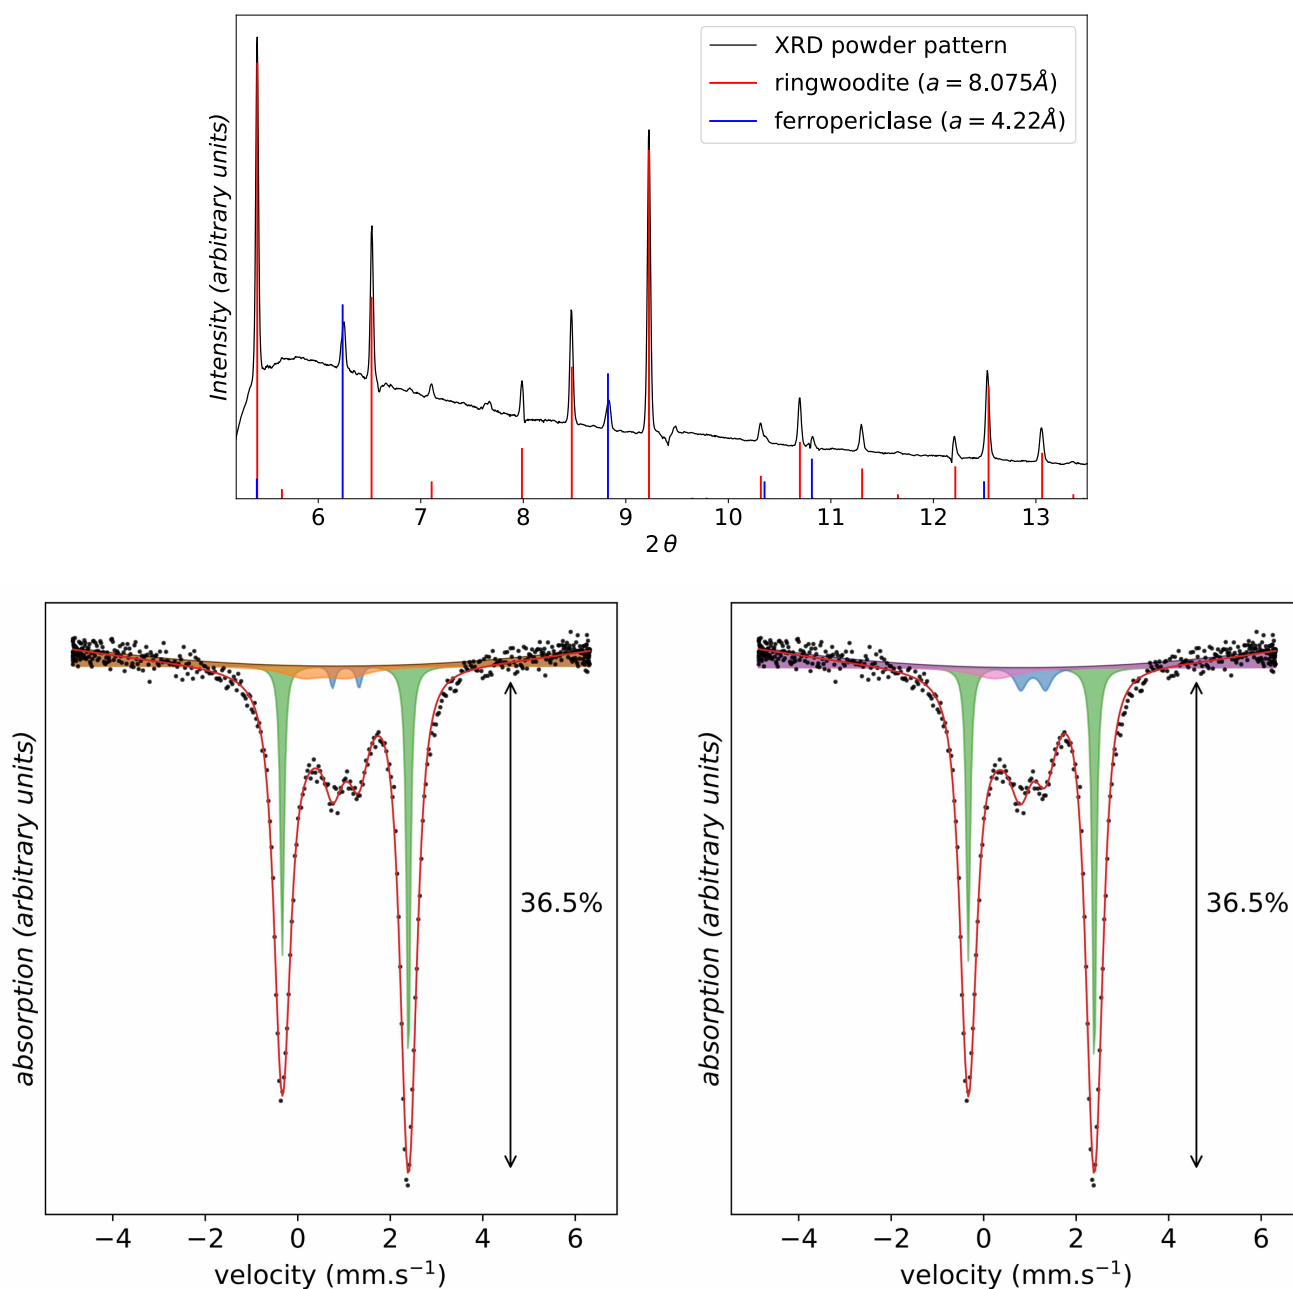 Intensity (arbitrary units)
XRD powder pattern
ringwoodite (a = 8.075Å)
ferropericlase (a = 4.22Å)
6 7 8 9 10 11 12 13
2 θ
absorption (arbitrary units)
36.5%
−4 −2 0 2 4 6
velocity (mm.s⁻¹)
absorption (arbitrary units)
36.5%
−4 −2 0 2 4 6
velocity (mm.s⁻¹)